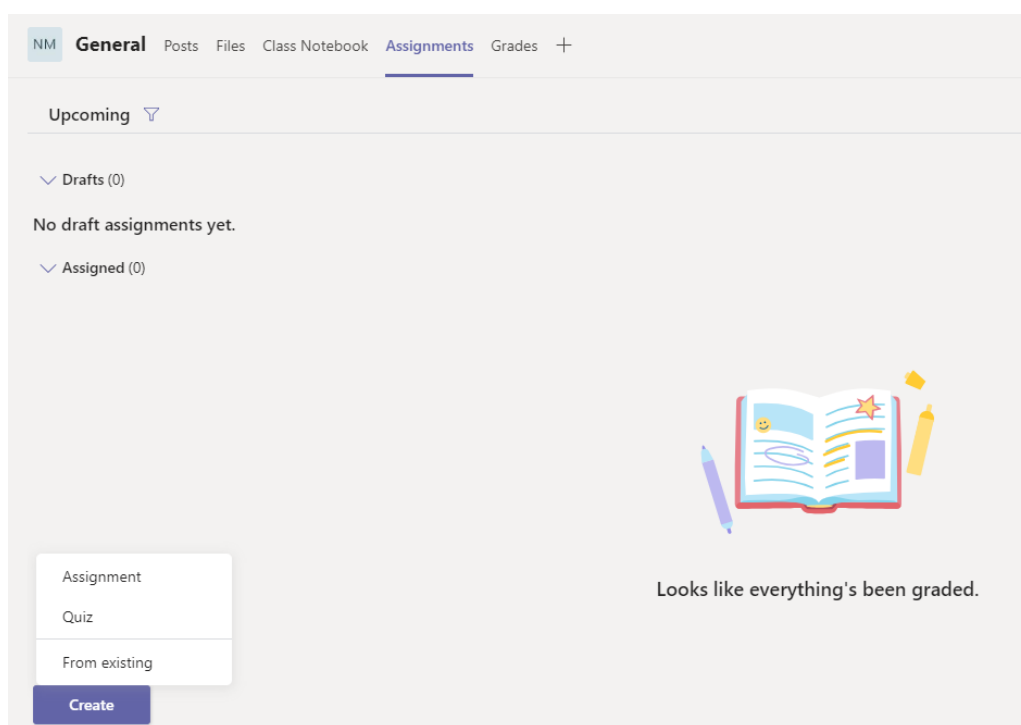 NM General Posts Files Class Notebook Assignments Grades +
Upcoming
Drafts (0)
No draft assignments yet.
Assigned (0)
Looks like everything's been graded.
Assignment
Quiz
From existing
Create